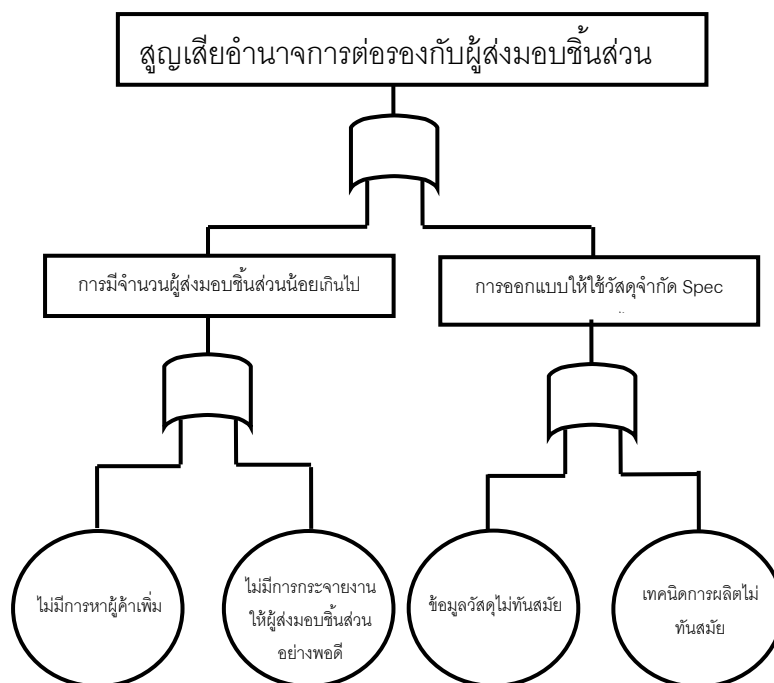 สูญเสียอำนาจการต่อรองกับผู้ส่งมอบชิ้นส่วน
การมีจำนวนผู้ส่งมอบชิ้นส่วนน้อยเกินไป
การออกแบบให้ใช้วัสดุจำกัด Spec
ไม่มีการหาผู้ค้าเพิ่ม
ไม่มีการกระจายงาน
ให้ผู้ส่งมอบชิ้นส่วน
อย่างพอดี
ข้อมูลวัสดุไม่ทันสมัย
เทคนิดการผลิตไม่
ทันสมัย